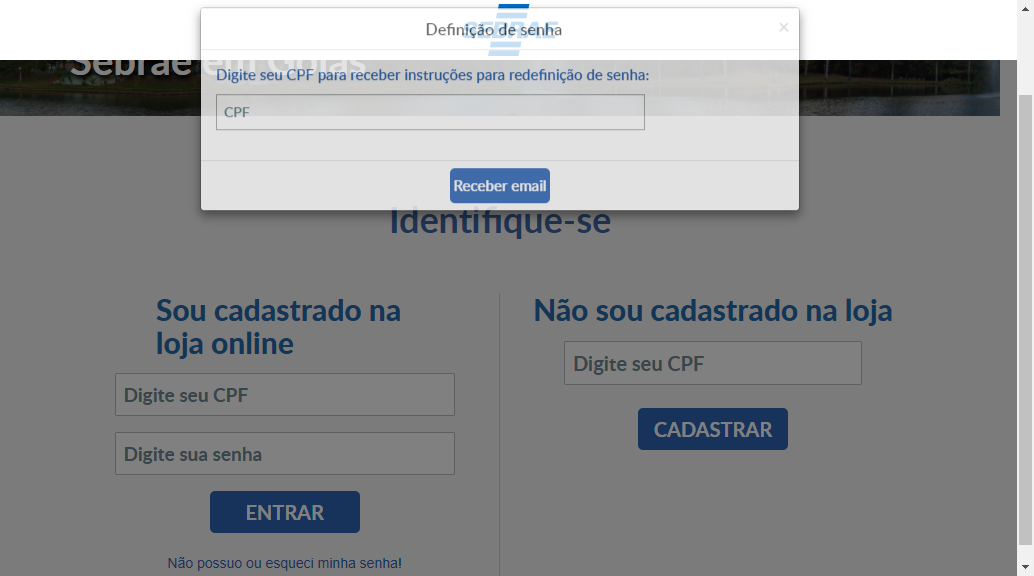 SEBRAE
Definição de senha
×
Sebrae em Goiás
Digite seu CPF para receber instruções para redefinição de senha:
CPF
Receber email
Identifique-se
Sou cadastrado na
loja online
Digite seu CPF
Digite sua senha
ENTRAR
Não possuo ou esqueci minha senha!
Não sou cadastrado na loja
Digite seu CPF
CADASTRAR